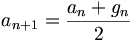 a_{n+1} = \frac{a_n + g_n}{2}